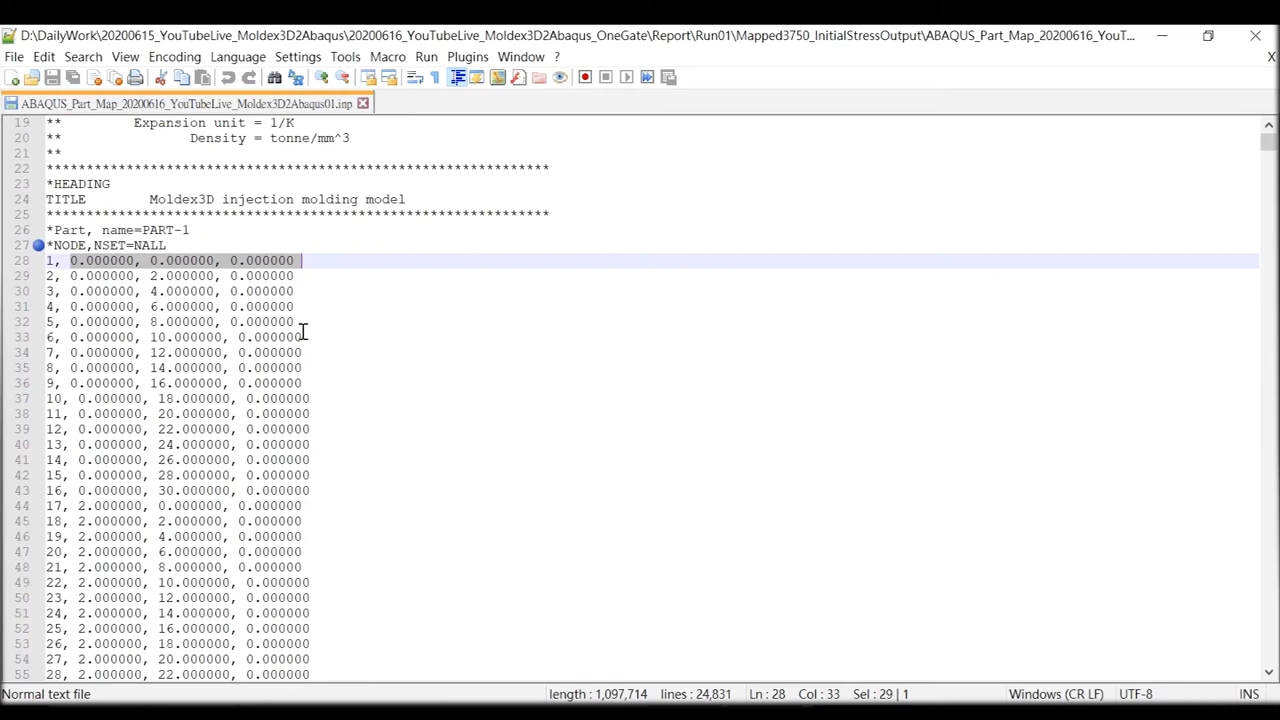 D:\DailyWork\20200615_YouTubeLive_Moldex3D2Abaqus\20200616_YouTubeLive_Moldex3D2Abaqus_OneGate\Report\Run01\Mapped3750_InitialStressOutput\ABAQUS_Part_Map_20200616_YouT...
File Edit Search View Encoding Language Settings Tools Macro Run Plugins Window ? X
ABAQUS_Part_Map_20200616_YouTubeLive_Moldex3D2Abaqus01.inp
19 ** Expansion unit = 1/K
20 ** Density = tonne/mm^3
21 **
22 ***************************************************************
23 *HEADING
24 TITLE Moldex3D injection molding model
25 ***************************************************************
26 *Part, name=PART-1
27 *NODE,NSET=NALL
28 1, 0.000000, 0.000000, 0.000000
29 2, 0.000000, 2.000000, 0.000000
30 3, 0.000000, 4.000000, 0.000000
31 4, 0.000000, 6.000000, 0.000000
32 5, 0.000000, 8.000000, 0.000000
33 6, 0.000000, 10.000000, 0.000000
34 7, 0.000000, 12.000000, 0.000000
35 8, 0.000000, 14.000000, 0.000000
36 9, 0.000000, 16.000000, 0.000000
37 10, 0.000000, 18.000000, 0.000000
38 11, 0.000000, 20.000000, 0.000000
39 12, 0.000000, 22.000000, 0.000000
40 13, 0.000000, 24.000000, 0.000000
41 14, 0.000000, 26.000000, 0.000000
42 15, 0.000000, 28.000000, 0.000000
43 16, 0.000000, 30.000000, 0.000000
44 17, 2.000000, 0.000000, 0.000000
45 18, 2.000000, 2.000000, 0.000000
46 19, 2.000000, 4.000000, 0.000000
47 20, 2.000000, 6.000000, 0.000000
48 21, 2.000000, 8.000000, 0.000000
49 22, 2.000000, 10.000000, 0.000000
50 23, 2.000000, 12.000000, 0.000000
51 24, 2.000000, 14.000000, 0.000000
52 25, 2.000000, 16.000000, 0.000000
53 26, 2.000000, 18.000000, 0.000000
54 27, 2.000000, 20.000000, 0.000000
55 28, 2.000000, 22.000000, 0.000000
Normal text file length : 1,097,714 lines : 24,831 Ln : 28 Col : 33 Sel : 29 | 1 Windows (CR LF) UTF-8 INS